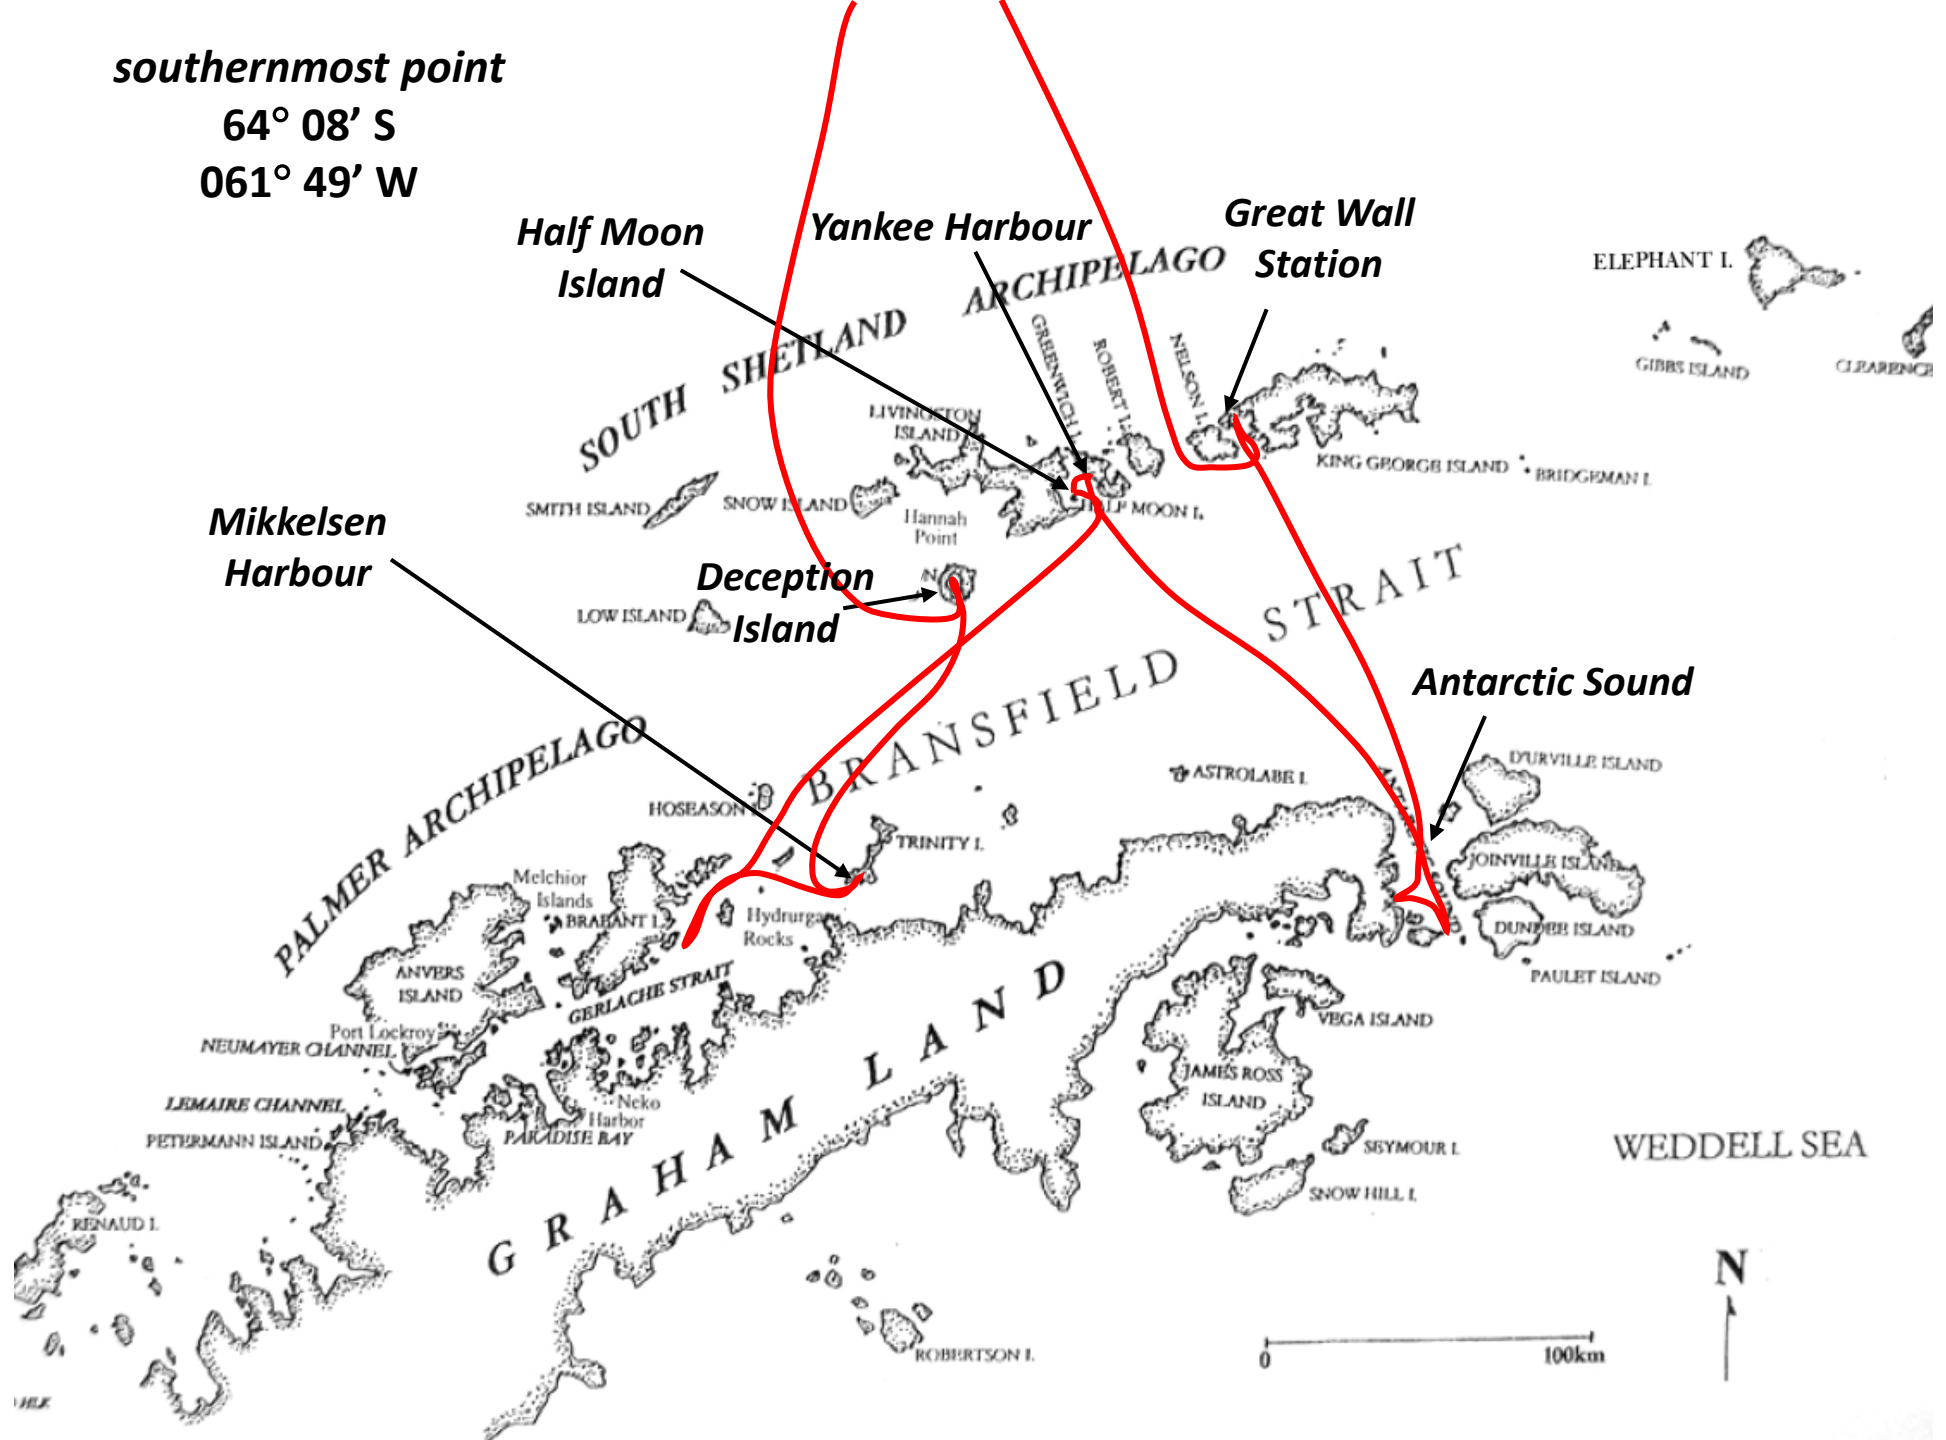 southernmost point
64° 08’ S
061° 49’ W
Half Moon
Island
Yankee Harbour
Great Wall
Station
ELEPHANT I.
GIBBS ISLAND
CLEARENCE
SOUTH SHETLAND ARCHIPELAGO
GREENWICH I.
ROBERT I.
NELSON I.
LIVINGSTON
ISLAND
KING GEORGE ISLAND
BRIDGEMAN I.
SMITH ISLAND
SNOW ISLAND
HALF MOON I.
Hannah
Point
Mikkelsen
Harbour
Deception
Island
LOW ISLAND
BRANSFIELD STRAIT
Antarctic Sound
PALMER ARCHIPELAGO
HOSEASON I.
ASTROLABE I.
D'URVILLE ISLAND
TRINITY I.
JOINVILLE ISLAND
Melchior
Islands
BRABANT I.
Hydrurga
Rocks
DUNDEE ISLAND
PAULET ISLAND
ANVERS
ISLAND
GERLACHE STRAIT
Port Lockroy
NEUMAYER CHANNEL
VEGA ISLAND
JAMES ROSS
ISLAND
LEMAIRE CHANNEL
PETERMANN ISLAND
Neko
Harbor
PARADISE BAY
GRAHAM LAND
SEYMOUR I.
SNOW HILL I.
WEDDELL SEA
RENAUD I.
ROBERTSON I.
N
0 100km